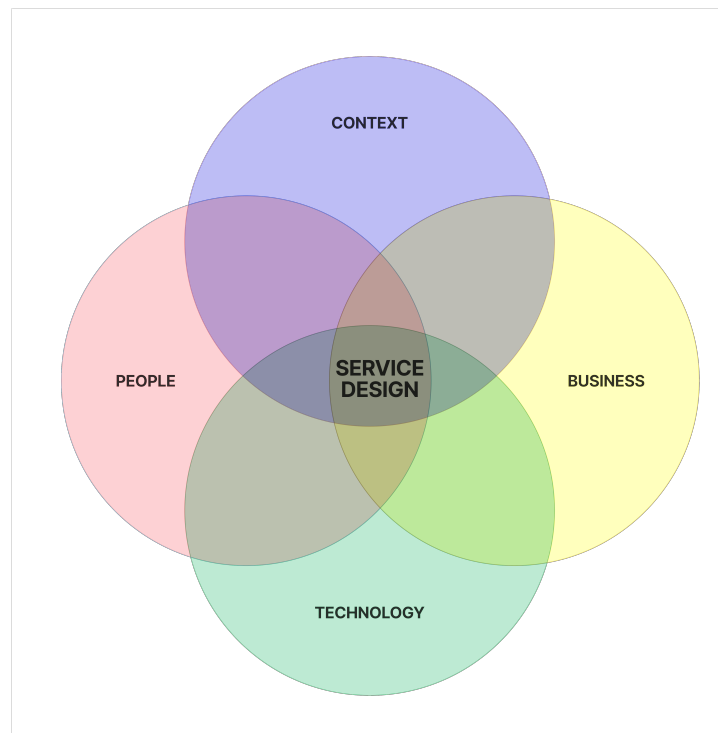 CONTEXT
PEOPLE
SERVICE
DESIGN
BUSINESS
TECHNOLOGY